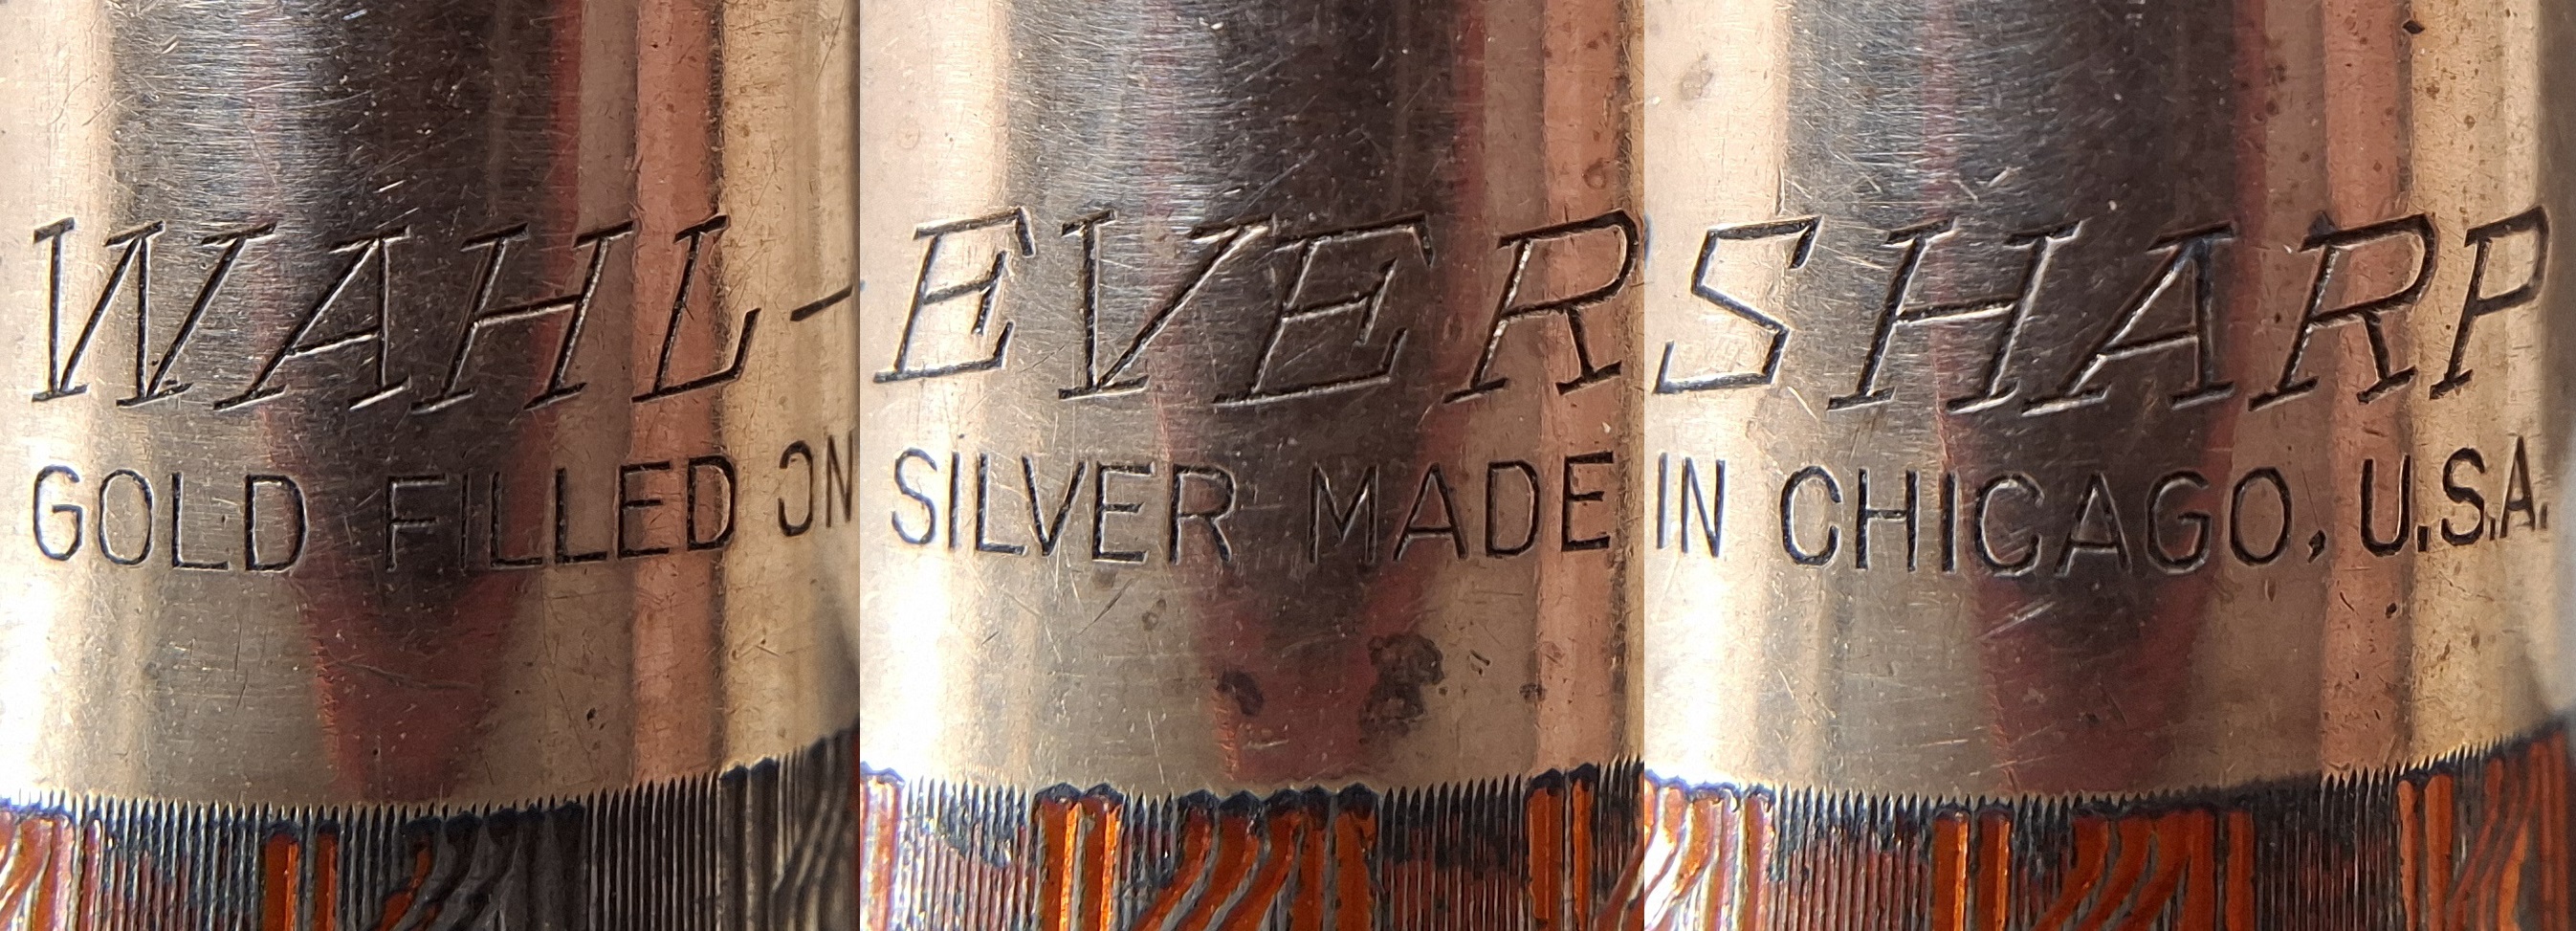 WAHL-EVERSHARP
GOLD FILLED ON SILVER MADE IN CHICAGO, U.S.A.